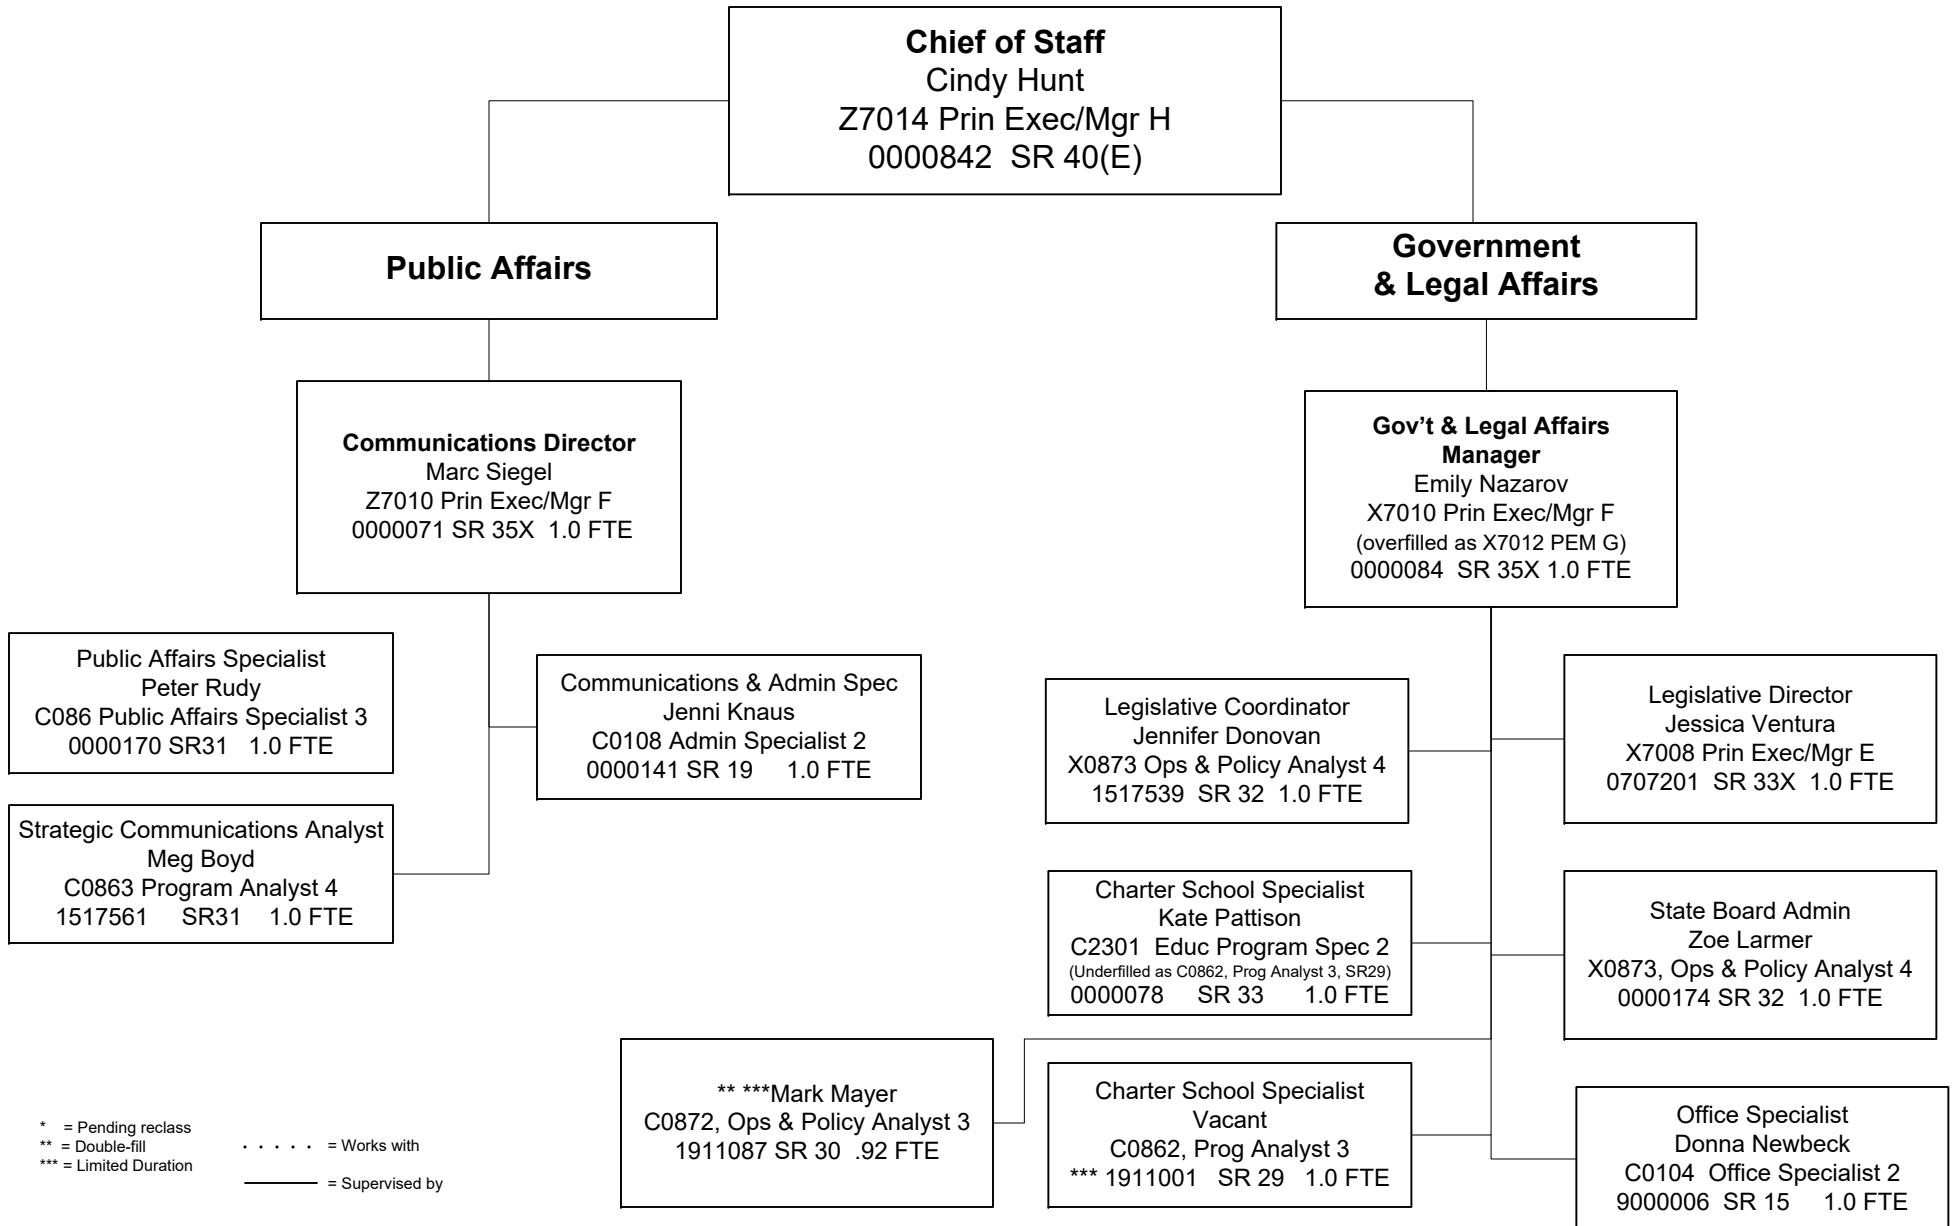 Chief of Staff
Cindy Hunt
Z7014 Prin Exec/Mgr H
0000842 SR 40(E)
Public Affairs
Government
& Legal Affairs
Communications Director
Marc Siegel
Z7010 Prin Exec/Mgr F
0000071 SR 35X 1.0 FTE
Gov’t & Legal Affairs
Manager
Emily Nazarov
X7010 Prin Exec/Mgr F
(overfilled as X7012 PEM G)
0000084 SR 35X 1.0 FTE
Public Affairs Specialist
Peter Rudy
C086 Public Affairs Specialist 3
0000170 SR31 1.0 FTE
Communications & Admin Spec
Jenni Knaus
C0108 Admin Specialist 2
0000141 SR 19 1.0 FTE
Strategic Communications Analyst
Meg Boyd
C0863 Program Analyst 4
1517561 SR31 1.0 FTE
Legislative Coordinator
Jennifer Donovan
X0873 Ops & Policy Analyst 4
1517539 SR 32 1.0 FTE
Legislative Director
Jessica Ventura
X7008 Prin Exec/Mgr E
0707201 SR 33X 1.0 FTE
Charter School Specialist
Kate Pattison
C2301 Educ Program Spec 2
(Underfilled as C0862, Prog Analyst 3, SR29)
0000078 SR 33 1.0 FTE
State Board Admin
Zoe Larmer
X0873, Ops & Policy Analyst 4
0000174 SR 32 1.0 FTE
** ***Mark Mayer
C0872, Ops & Policy Analyst 3
1911087 SR 30 .92 FTE
Charter School Specialist
Vacant
C0862, Prog Analyst 3
*** 1911001 SR 29 1.0 FTE
Office Specialist
Donna Newbeck
C0104 Office Specialist 2
9000006 SR 15 1.0 FTE
* = Pending reclass
** = Double-fill
*** = Limited Duration
= Works with
= Supervised by